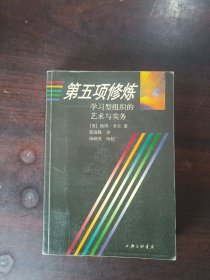 第五项修炼
学习型组织的
艺术与实务
[美] 彼得·圣吉 著
郭进隆 译
杨硕英 审校
上海三联书店